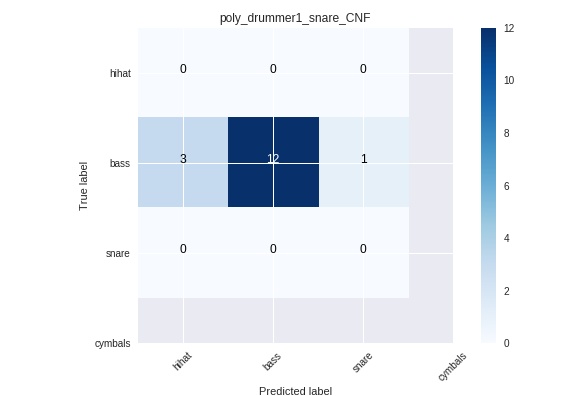 poly_drummer1_snare_CNF
12
hihat 0 0 0
10
8
bass 3 12 1
6
True label
4
snare 0 0 0
2
cymbals 0
hihat bass snare cymbals
Predicted label